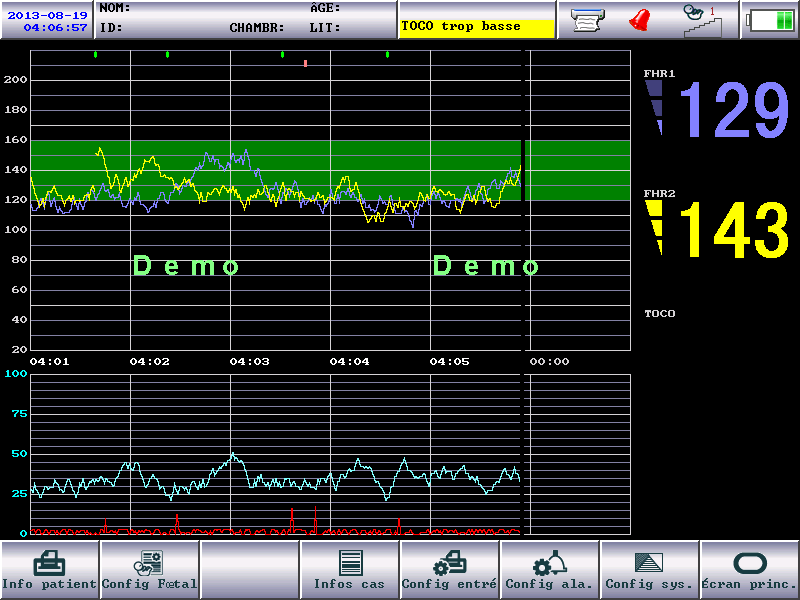 2013-08-19
04:06:57
NOM:
ID:
CHAMBR:
ÂGE:
LIT:
TOCO trop basse
1
FHR1
129
FHR2
143
TOCO
200
180
160
140
120
100
80
60
40
20
Demo
Demo
04:01 04:02 04:03 04:04 04:05 00:00
100
75
50
25
0
Info patient
Config Fœtal
Infos cas
Config entré
Config ala.
Config sys.
Écran princ.